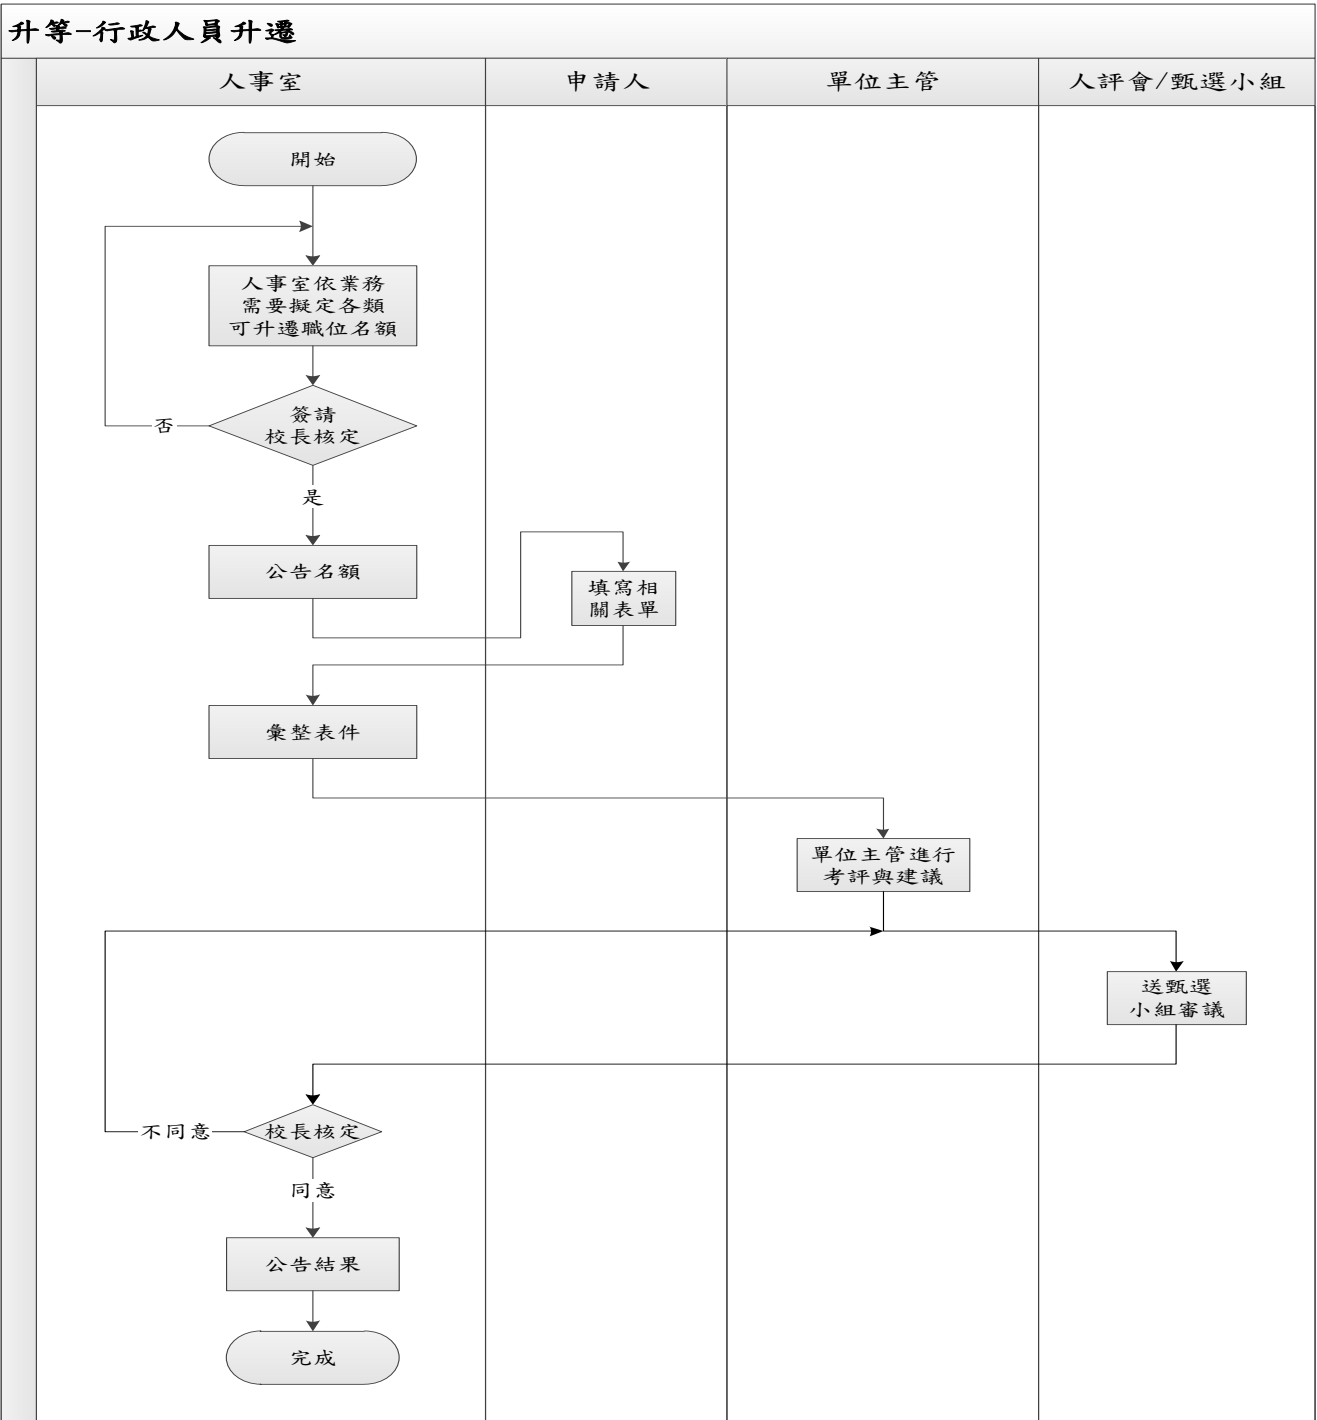 升等-行政人員升遷
人事室
申請人
單位主管
人評會/甄選小組
開始
人事室依業務
需要擬定各類
可升遷職位名額
簽請
校長核定
否
是
公告名額
填寫相
關表單
彙整表件
單位主管進行
考評與建議
送甄選
小組審議
校長核定
不同意
同意
公告結果
完成